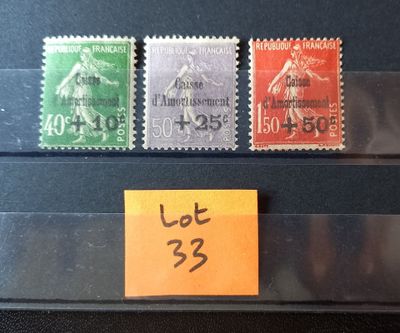 REPUBLIQUE FRANÇAISE
Caisse
d'Amortissement
40c
+10c
POSTES
REPUBLIQUE FRANÇAISE
Caisse
d'Amortissement
50c
+25c
POSTES
REPUBLIQUE FRANÇAISE
Caisse
d'Amortissement
1f50
+50c
POSTES
Lot
33